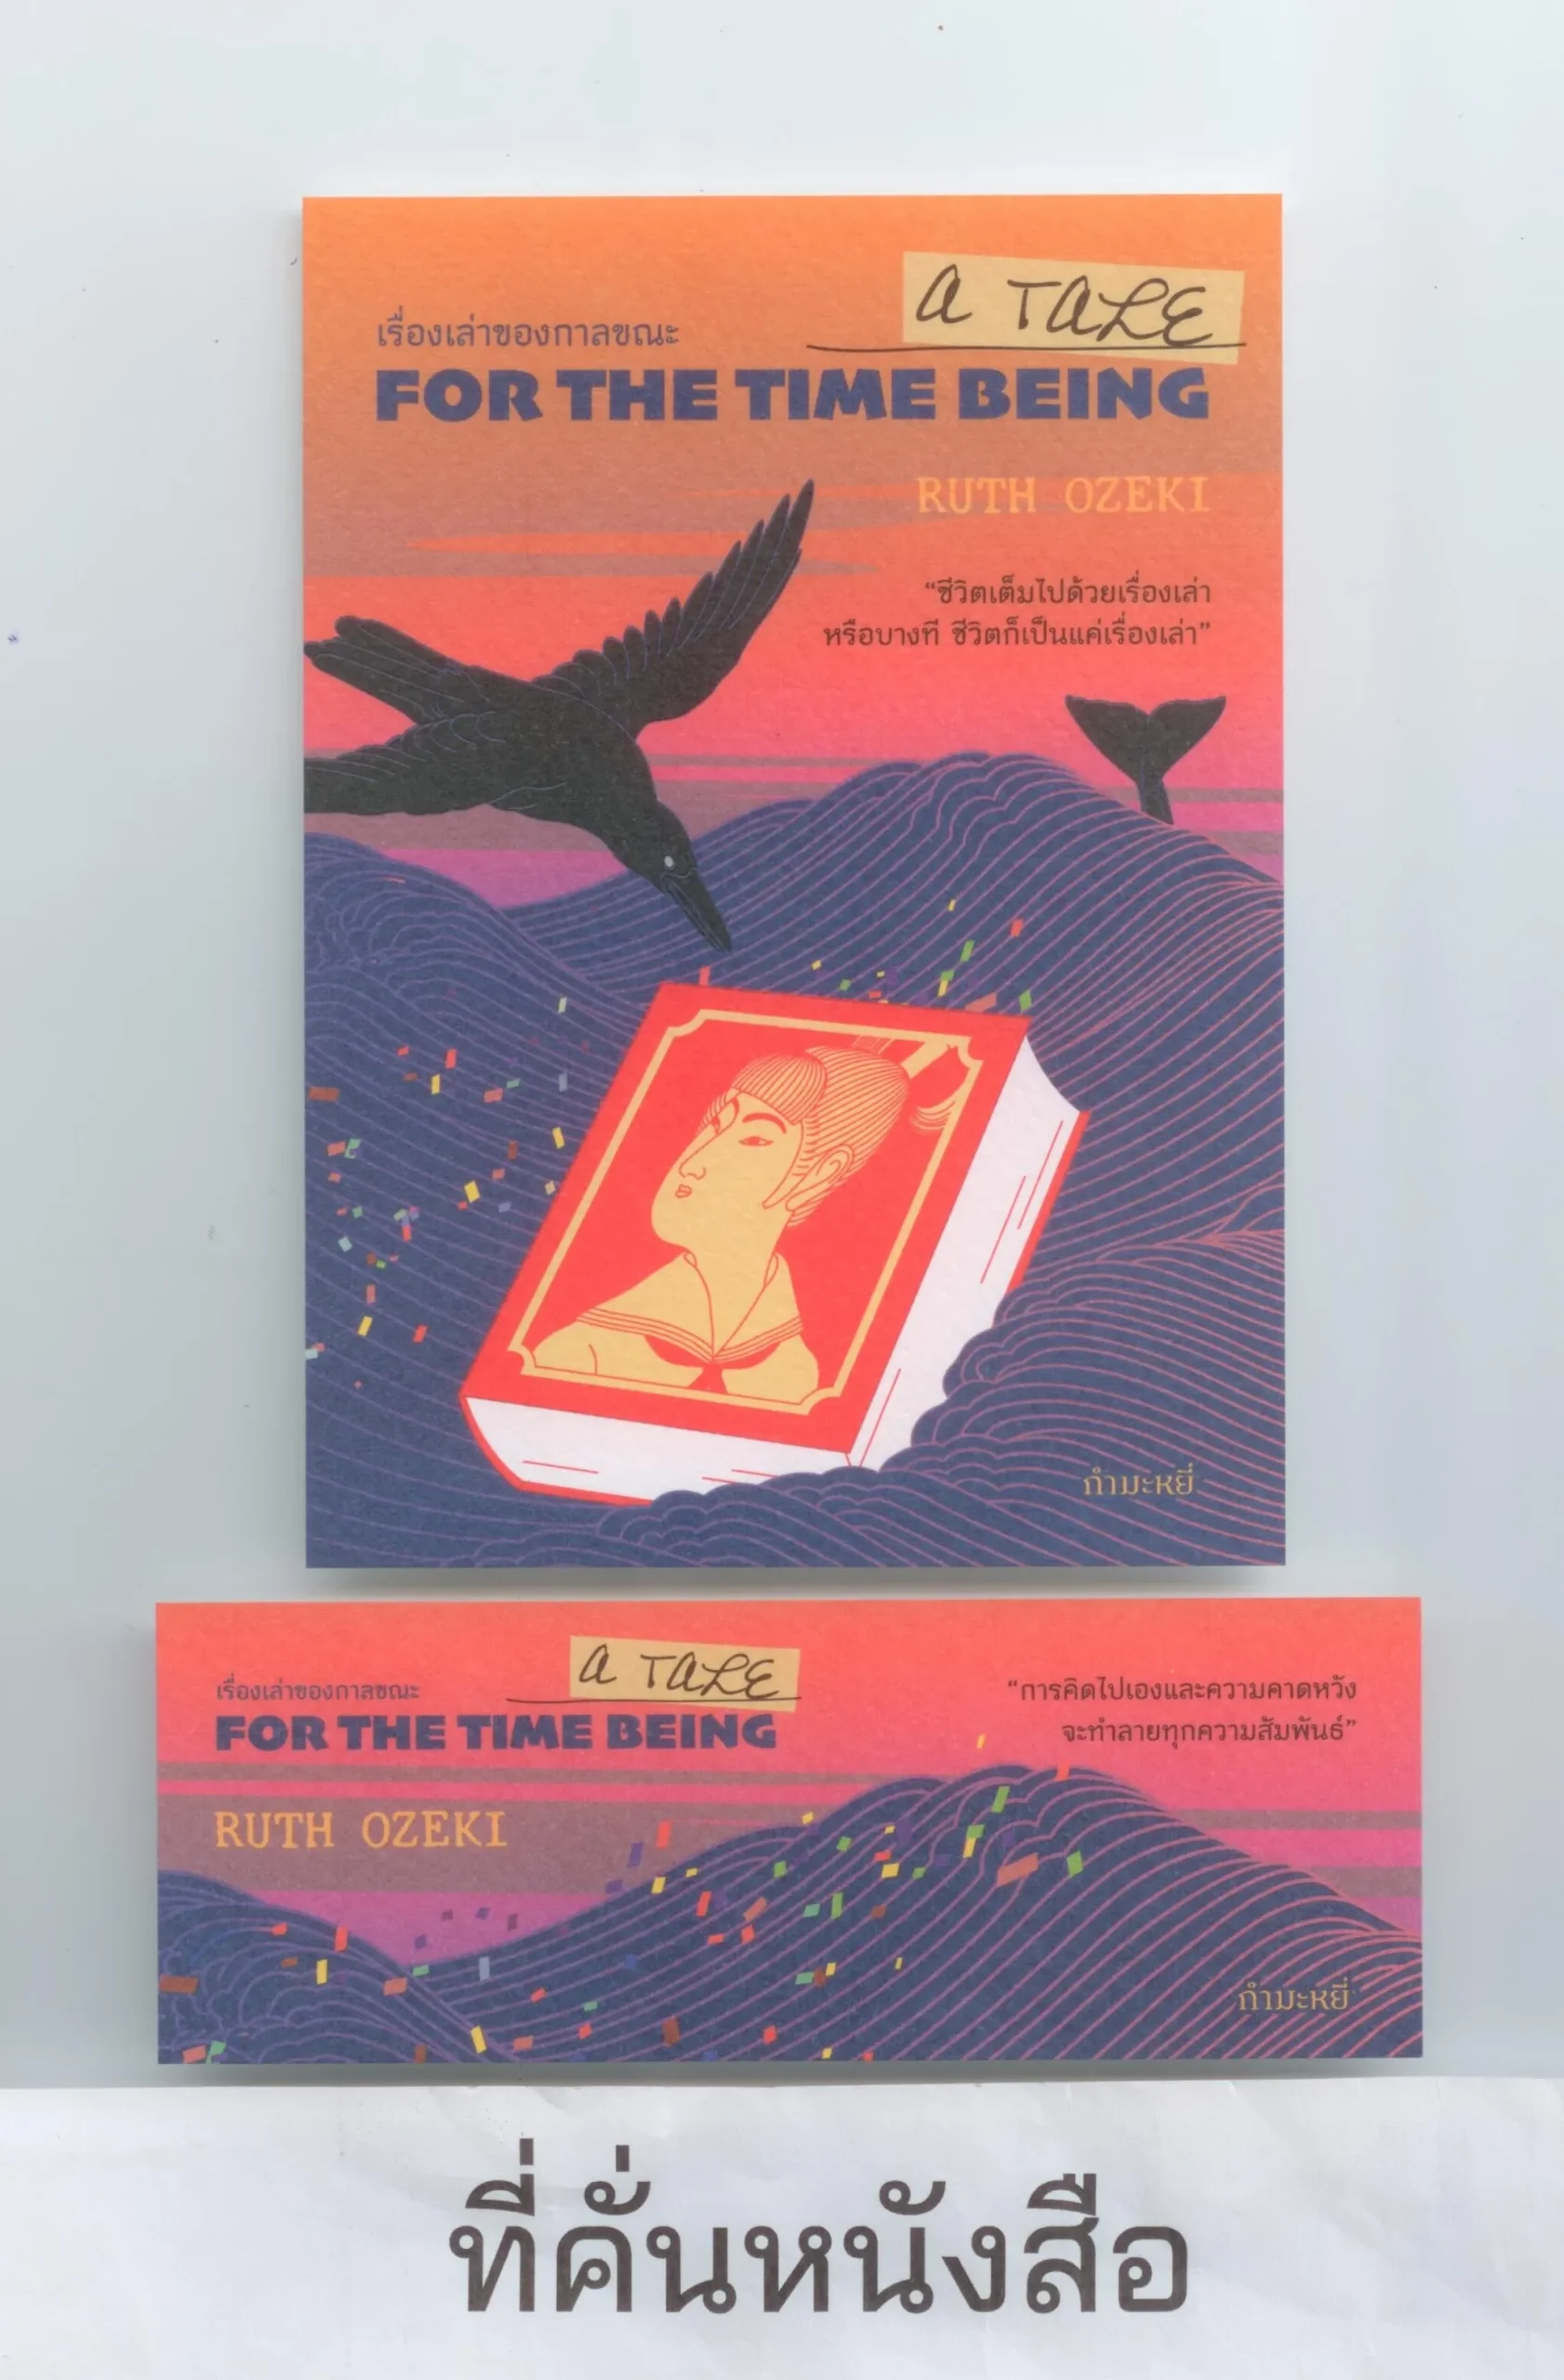 A TALE
เรื่องเล่าของกาลขณะ
FOR THE TIME BEING
RUTH OZEKI
“ชีวิตเต็มไปด้วยเรื่องเล่า
หรือบางที ชีวิตก็เป็นแค่เรื่องเล่า”
กำมะหยี่
A TALE
เรื่องเล่าของกาลขณะ
FOR THE TIME BEING
RUTH OZEKI
“การคิดไปเองและความคาดหวัง
จะทำลายทุกความสัมพันธ์”
กำมะหยี่
ที่คั่นหนังสือ